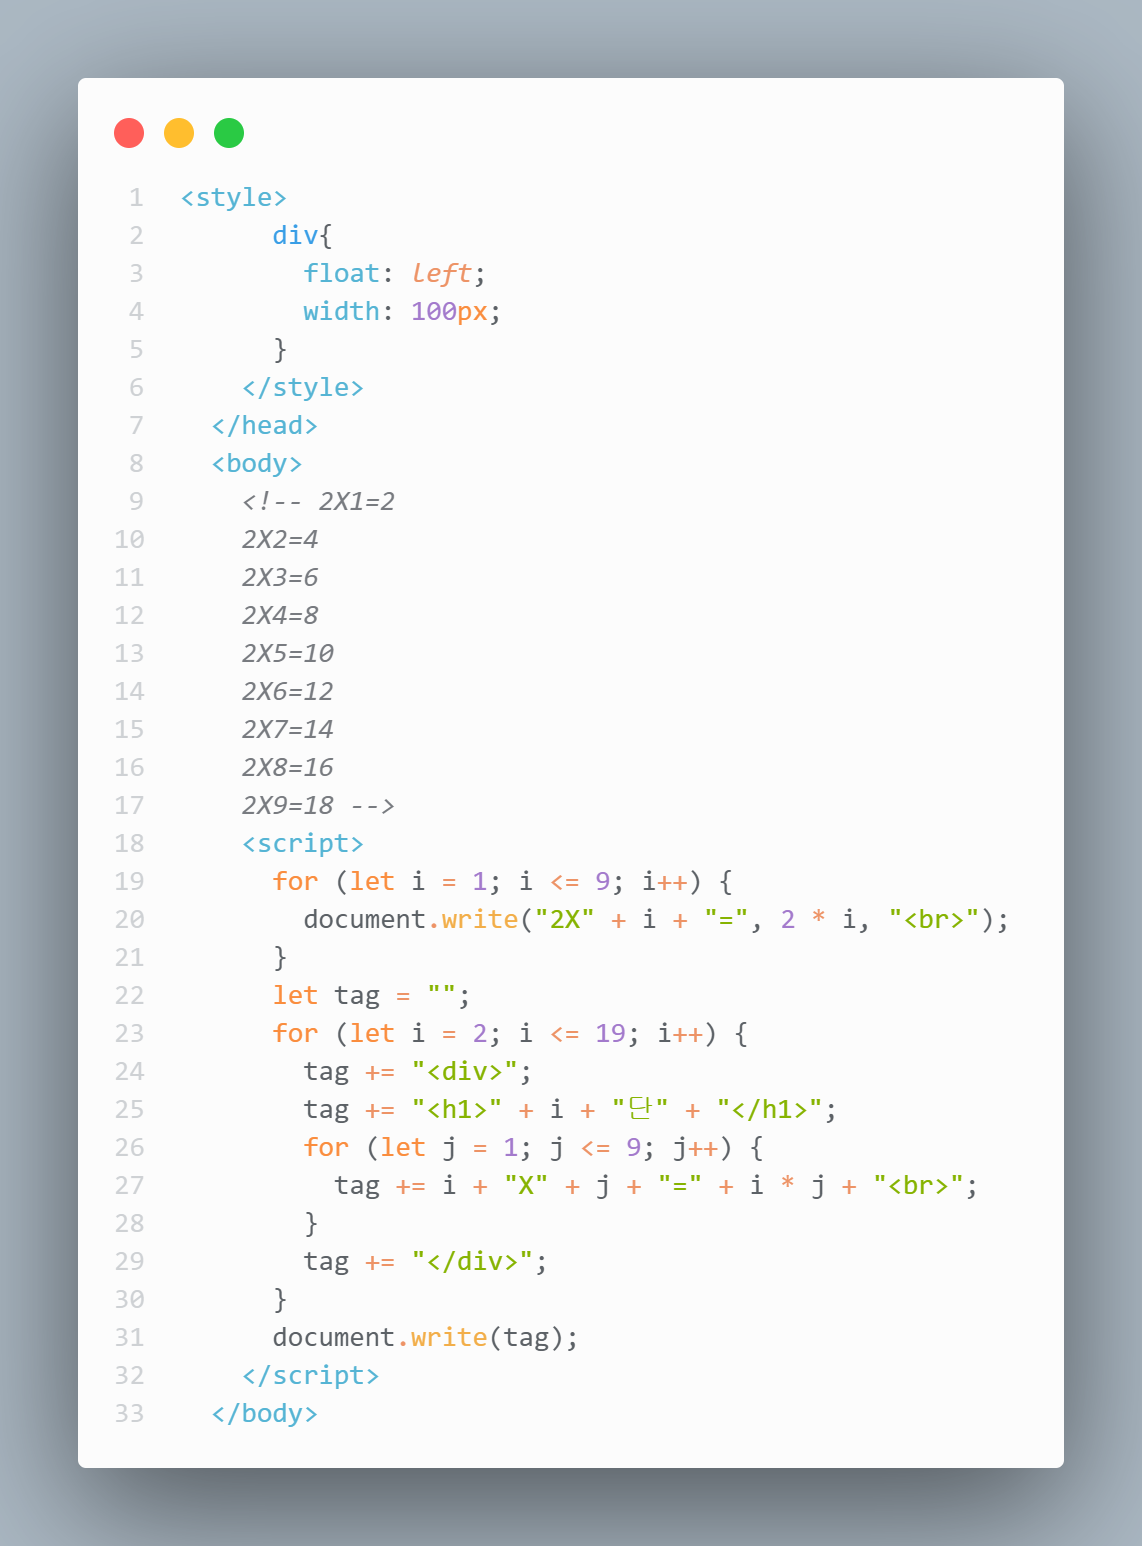 1 <style>
2 div{
3 float: left;
4 width: 100px;
5 }
6 </style>
7 </head>
8 <body>
9 <!-- 2X1=2
10 2X2=4
11 2X3=6
12 2X4=8
13 2X5=10
14 2X6=12
15 2X7=14
16 2X8=16
17 2X9=18 -->
18 <script>
19 for (let i = 1; i <= 9; i++) {
20 document.write("2X" + i + "=", 2 * i, "<br>");
21 }
22 let tag = "";
23 for (let i = 2; i <= 19; i++) {
24 tag += "<div>";
25 tag += "<h1>" + i + "단" + "</h1>";
26 for (let j = 1; j <= 9; j++) {
27 tag += i + "X" + j + "=" + i * j + "<br>";
28 }
29 tag += "</div>";
30 }
31 document.write(tag);
32 </script>
33 </body>